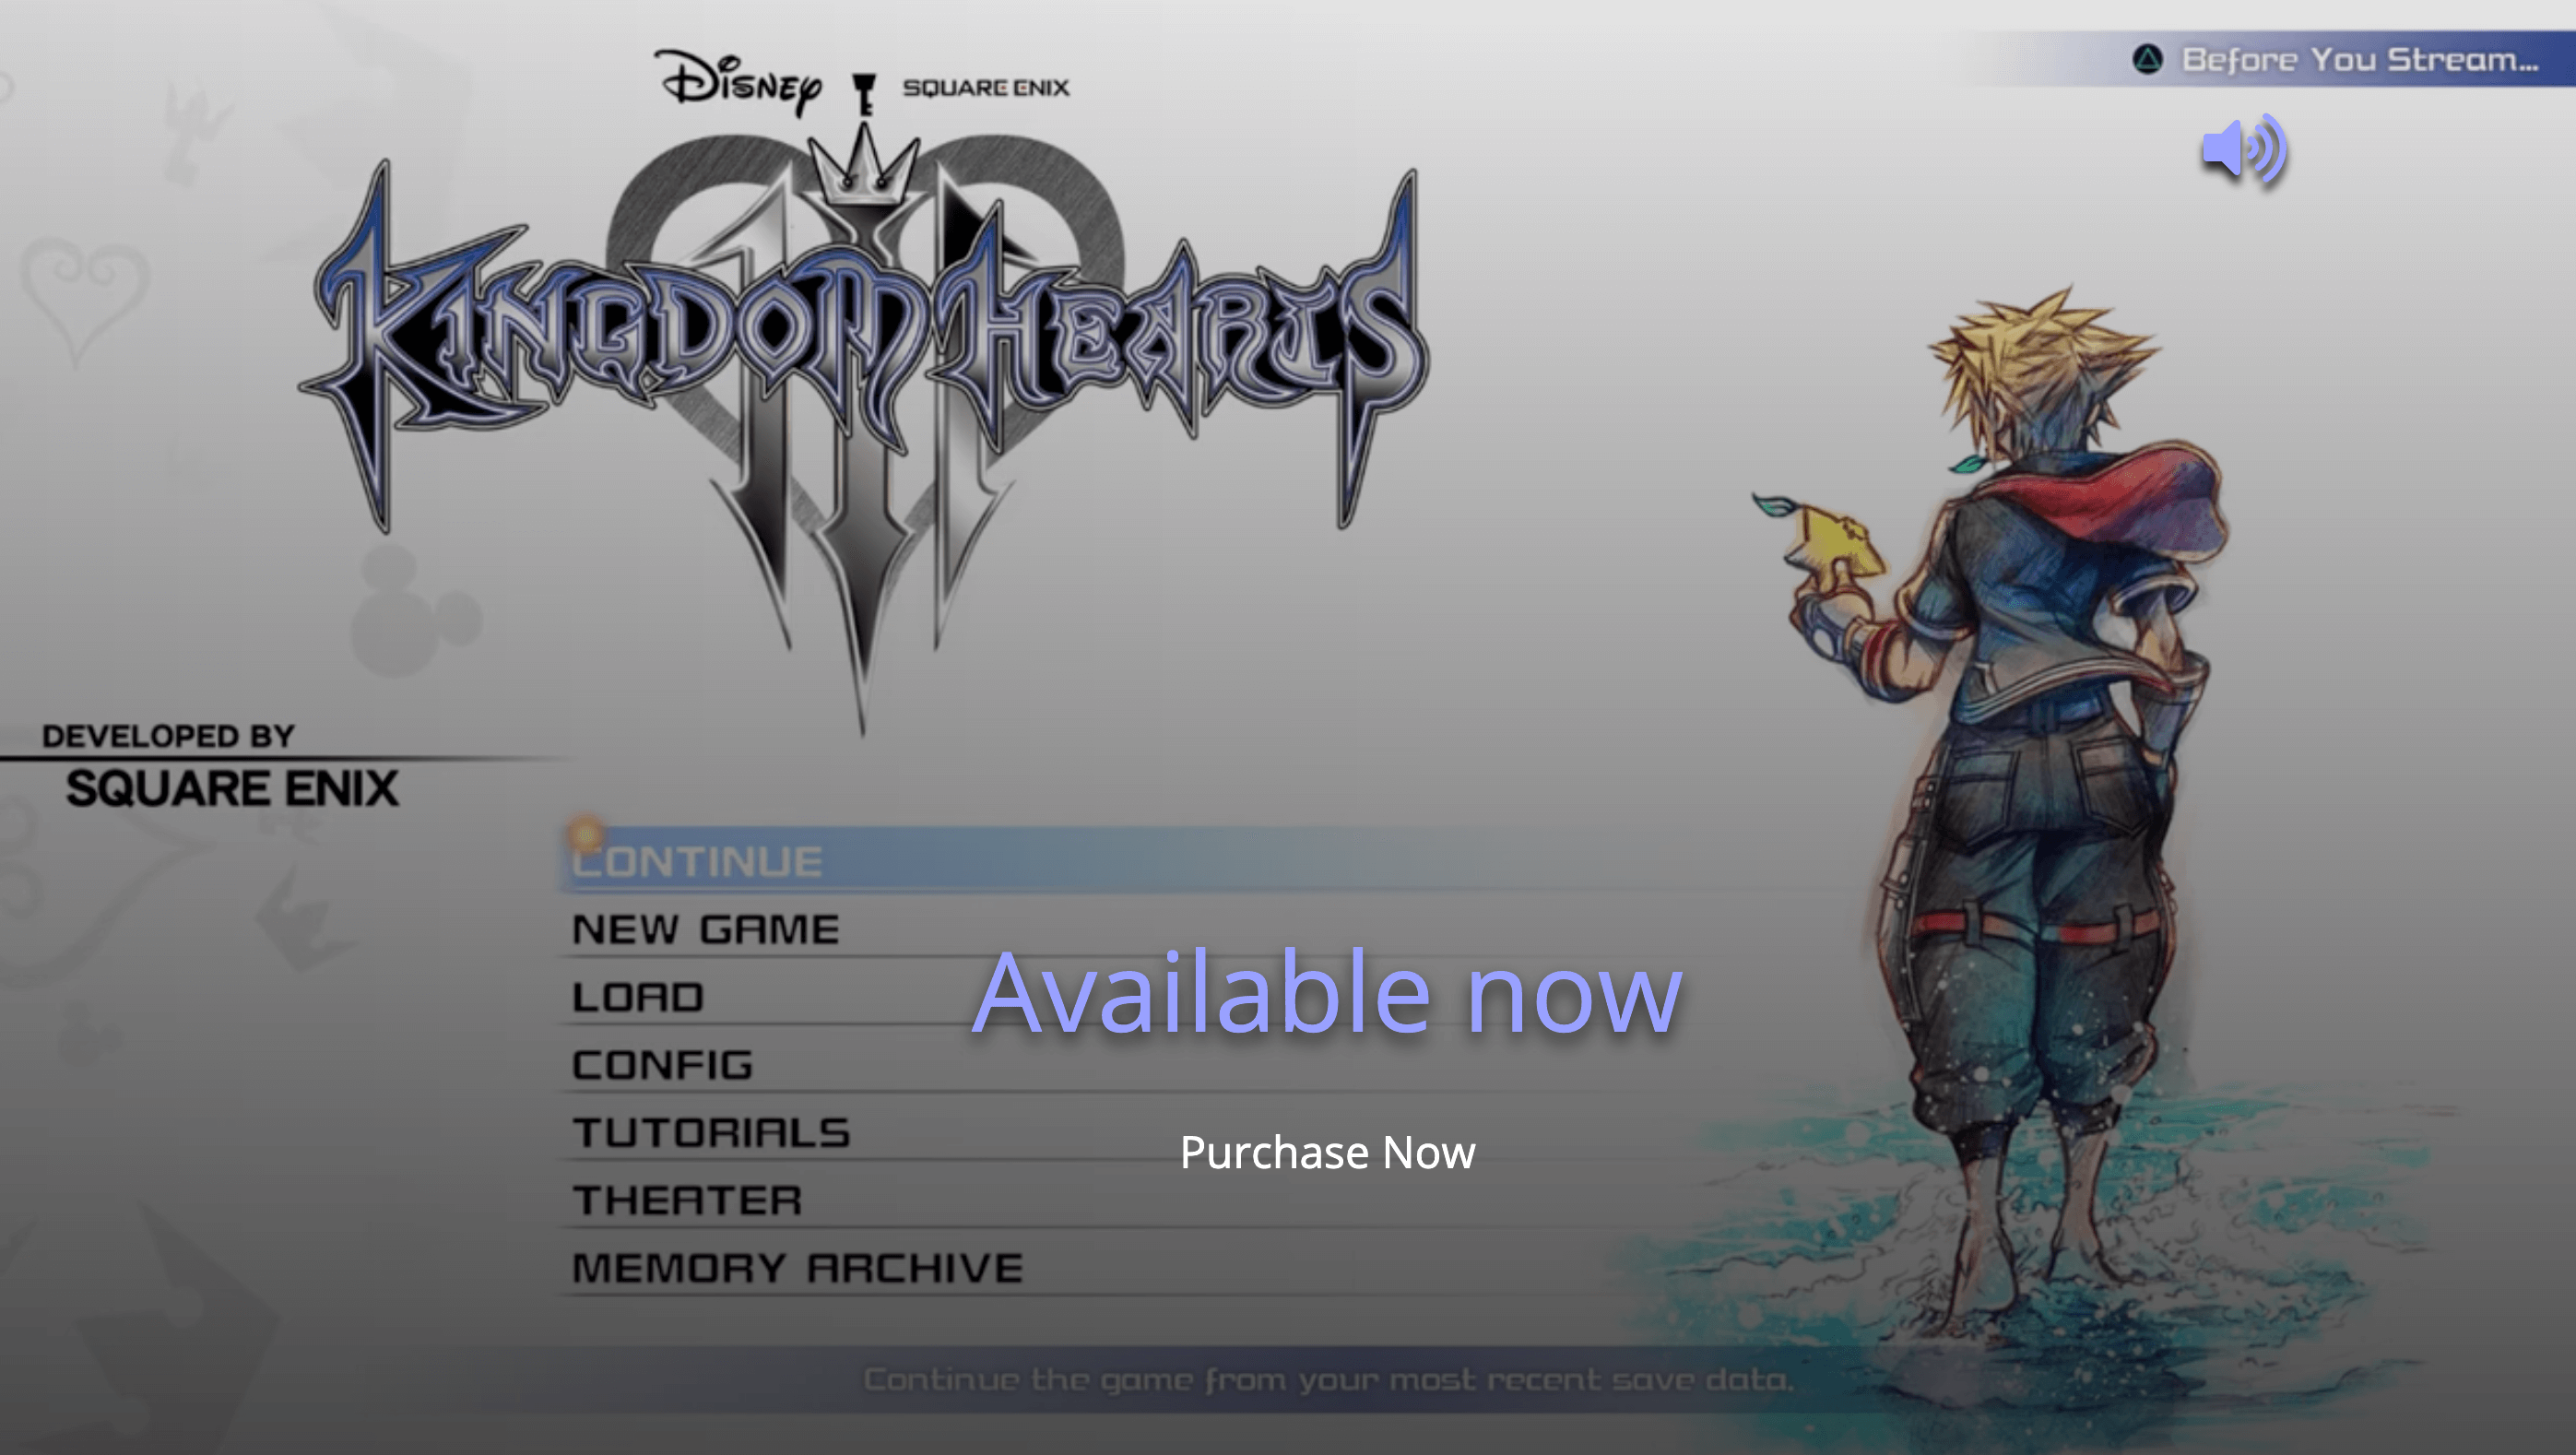 Before You Stream...
Disney SQUARE ENIX
KINGDOM HEARTS
III
DEVELOPED BY
SQUARE ENIX
CONTINUE
NEW GAME
LOAD
CONFIG
TUTORIALS
THEATER
MEMORY ARCHIVE
Available now
Purchase Now
Continue the game from your most recent save data.